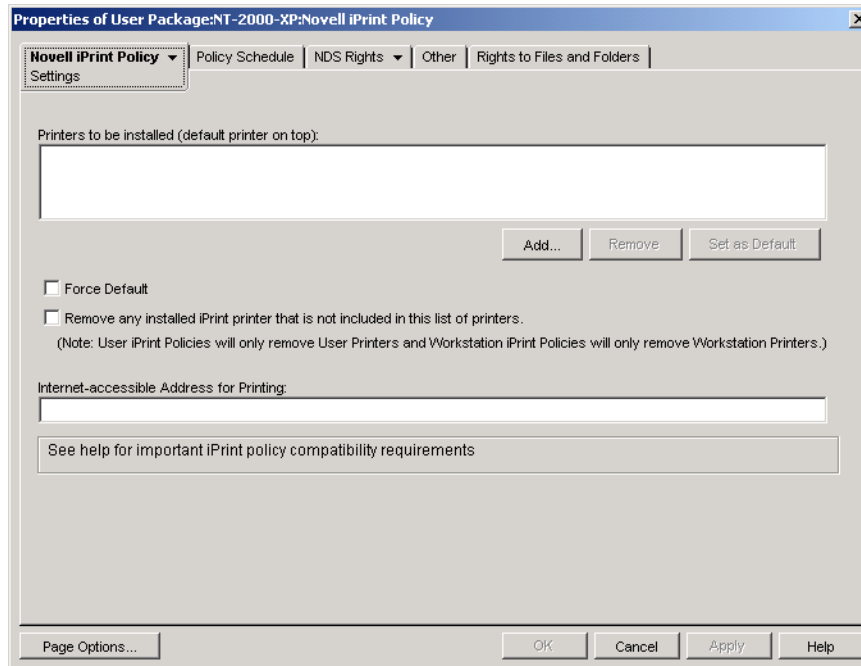 Properties of User Package:NT-2000-XP:Novell iPrint Policy
Novell iPrint Policy Policy Schedule NDS Rights Other Rights to Files and Folders
Settings
Printers to be installed (default printer on top):
Add... Remove Set as Default
Force Default
Remove any installed iPrint printer that is not included in this list of printers.
(Note: User iPrint Policies will only remove User Printers and Workstation iPrint Policies will only remove Workstation Printers.)
Internet-accessible Address for Printing:
See help for important iPrint policy compatibility requirements
Page Options... OK Cancel Apply Help